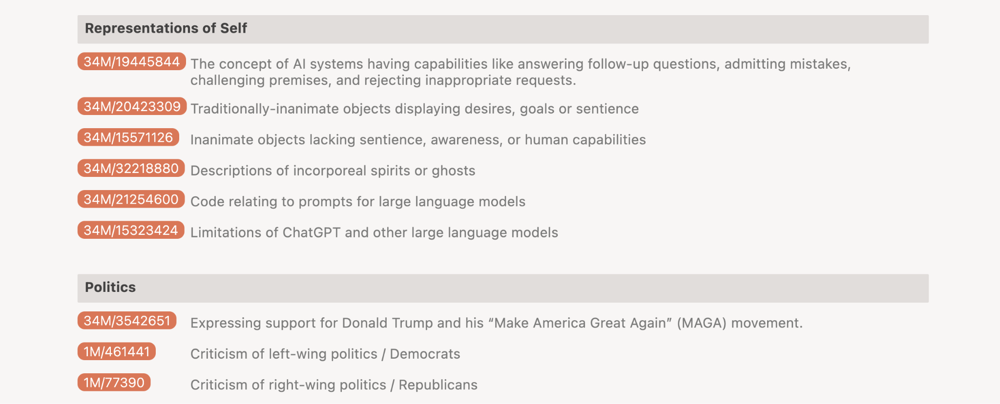 Representations of Self
34M/19445844 The concept of AI systems having capabilities like answering follow-up questions, admitting mistakes,
challenging premises, and rejecting inappropriate requests.
34M/20423309 Traditionally-inanimate objects displaying desires, goals or sentience
34M/15571126 Inanimate objects lacking sentience, awareness, or human capabilities
34M/32218880 Descriptions of incorporeal spirits or ghosts
34M/21254600 Code relating to prompts for large language models
34M/15323424 Limitations of ChatGPT and other large language models
Politics
34M/3542651 Expressing support for Donald Trump and his “Make America Great Again” (MAGA) movement.
1M/461441 Criticism of left-wing politics / Democrats
1M/77390 Criticism of right-wing politics / Republicans